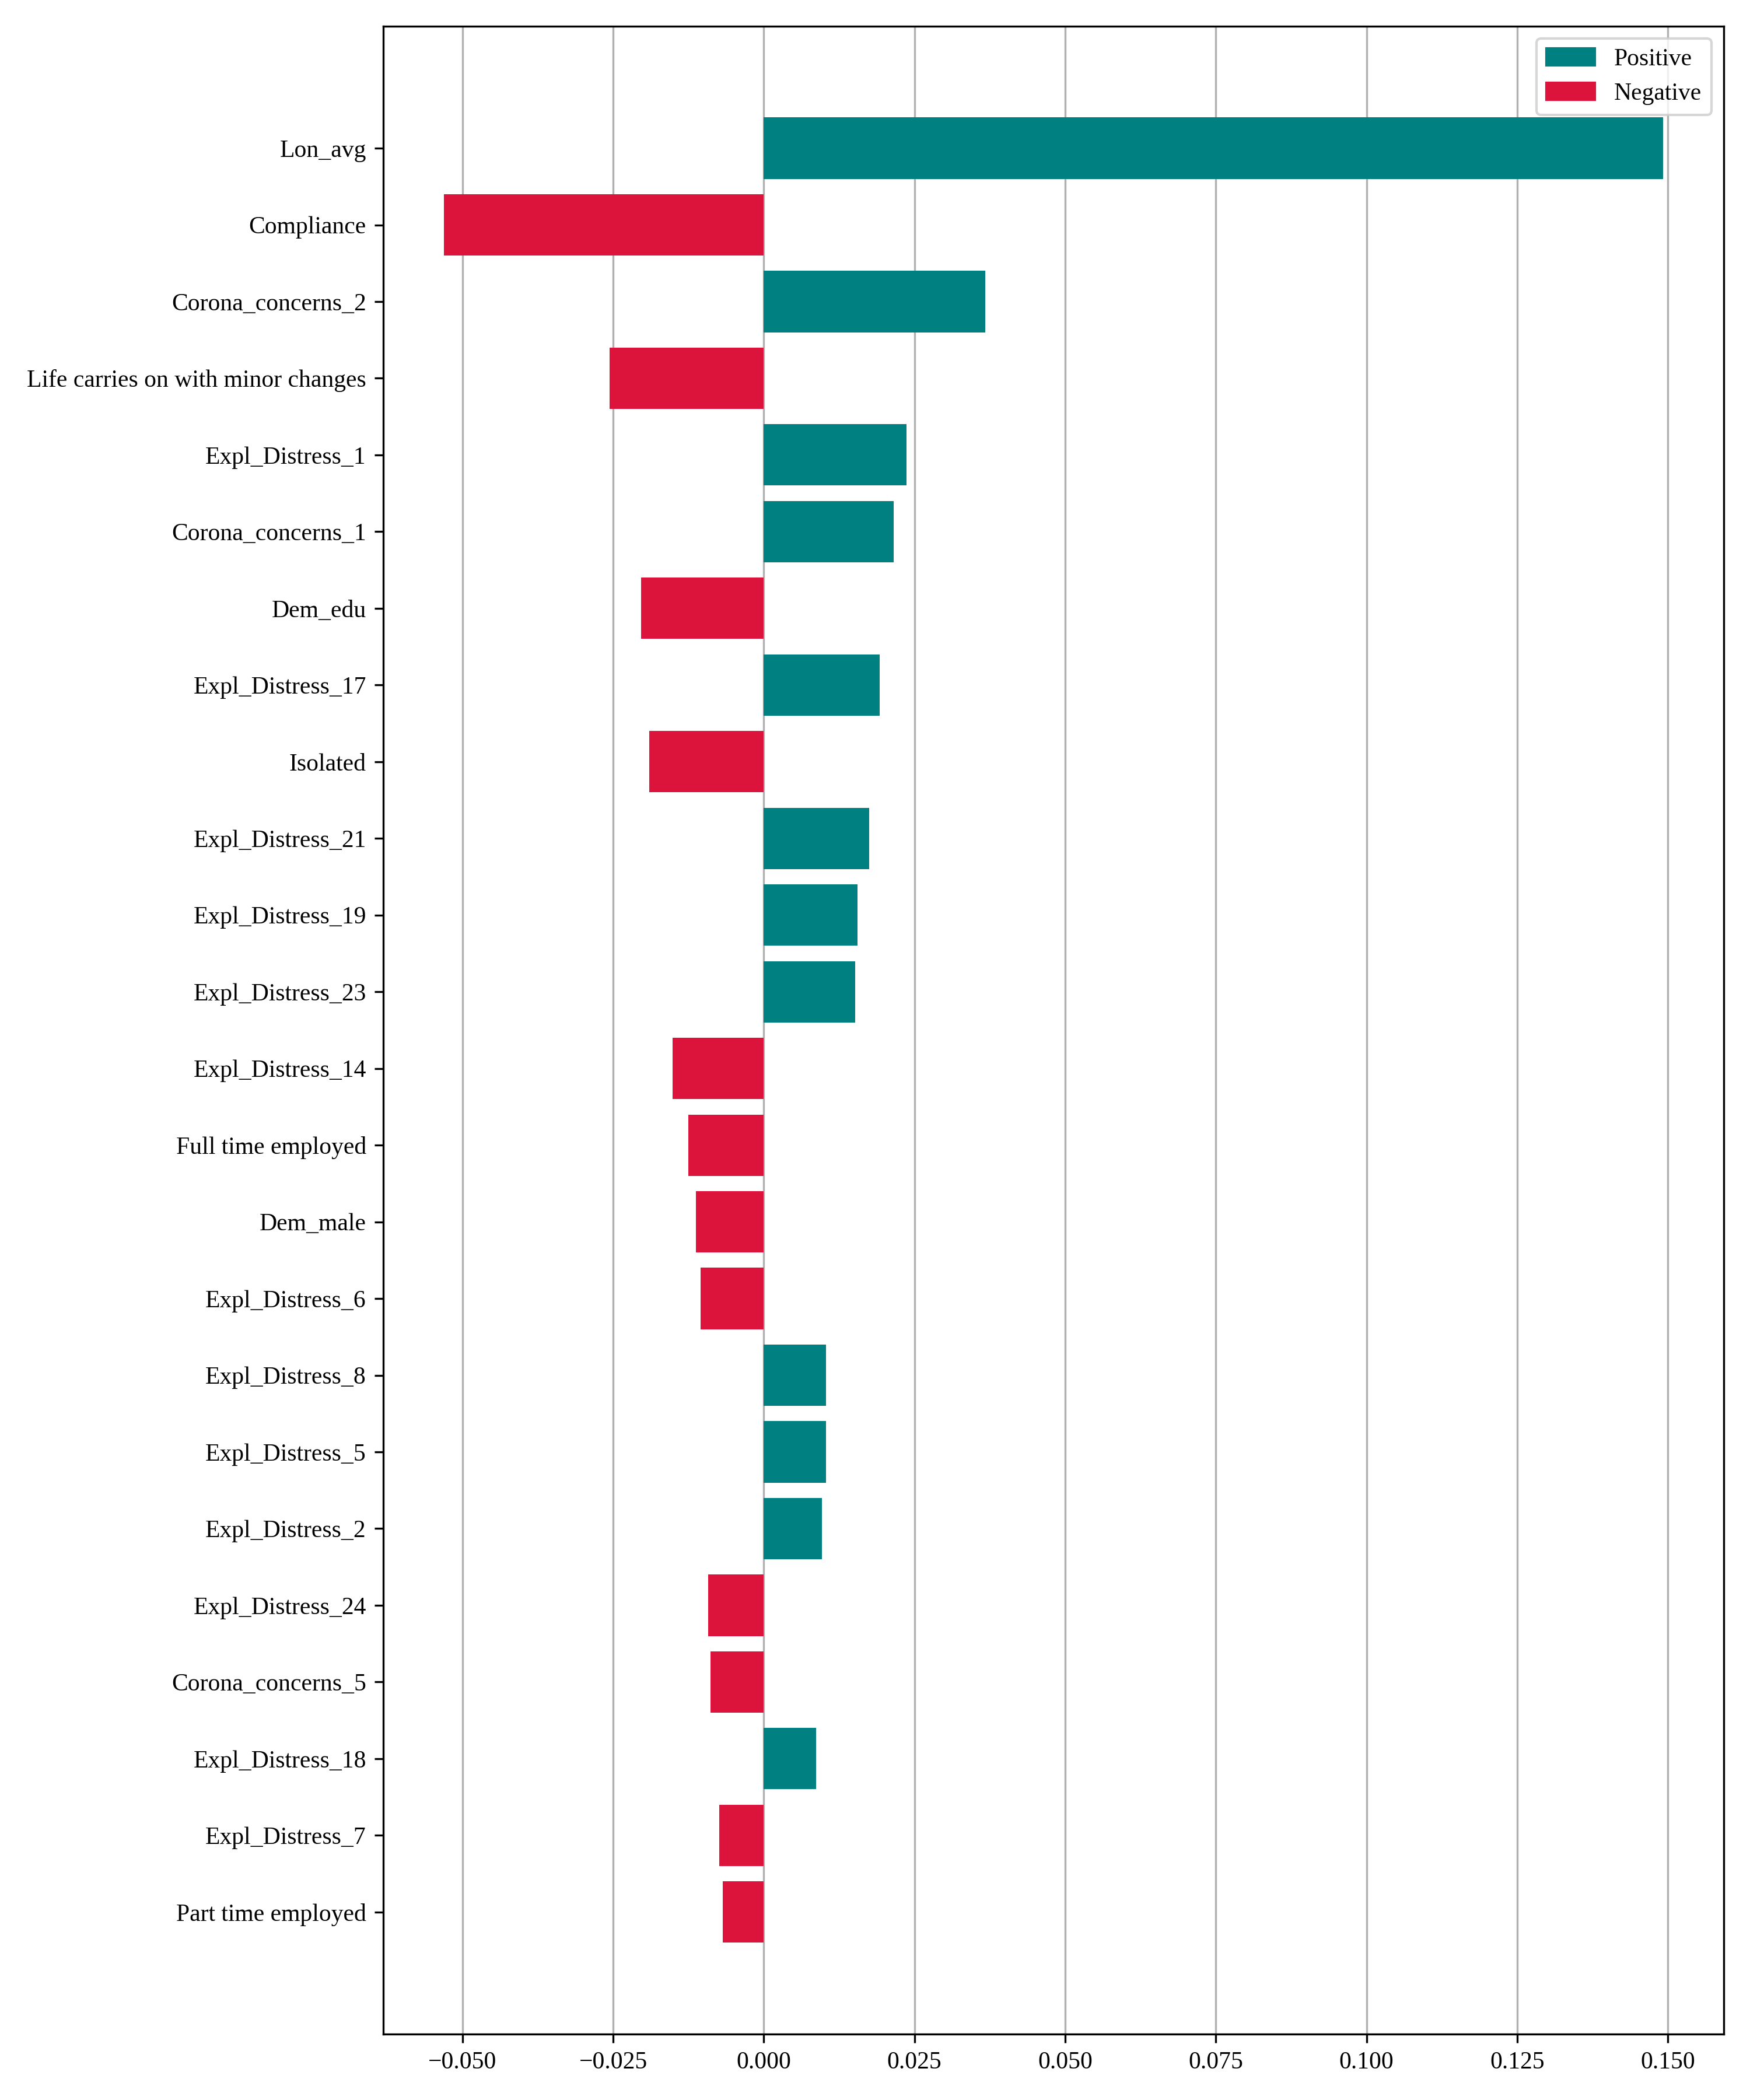 Positive
Negative
Lon_avg
Compliance
Corona_concerns_2
Life carries on with minor changes
Expl_Distress_1
Corona_concerns_1
Dem_edu
Expl_Distress_17
Isolated
Expl_Distress_21
Expl_Distress_19
Expl_Distress_23
Expl_Distress_14
Full time employed
Dem_male
Expl_Distress_6
Expl_Distress_8
Expl_Distress_5
Expl_Distress_2
Expl_Distress_24
Corona_concerns_5
Expl_Distress_18
Expl_Distress_7
Part time employed
−0.050 −0.025 0.000 0.025 0.050 0.075 0.100 0.125 0.150